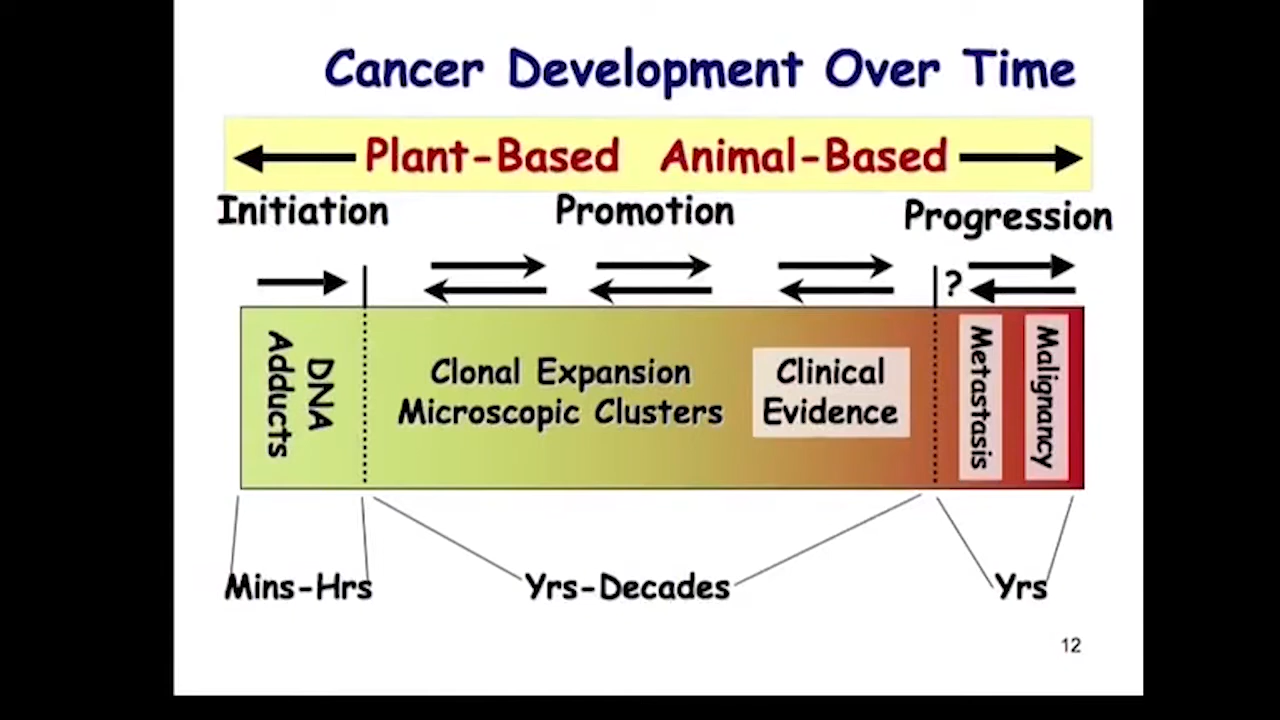 Cancer Development Over Time
Plant-Based Animal-Based
Initiation
Promotion
Progression
?
DNA
Adducts
Clonal Expansion
Microscopic Clusters
Clinical
Evidence
Metastasis
Malignancy
Mins-Hrs
Yrs-Decades
Yrs
12